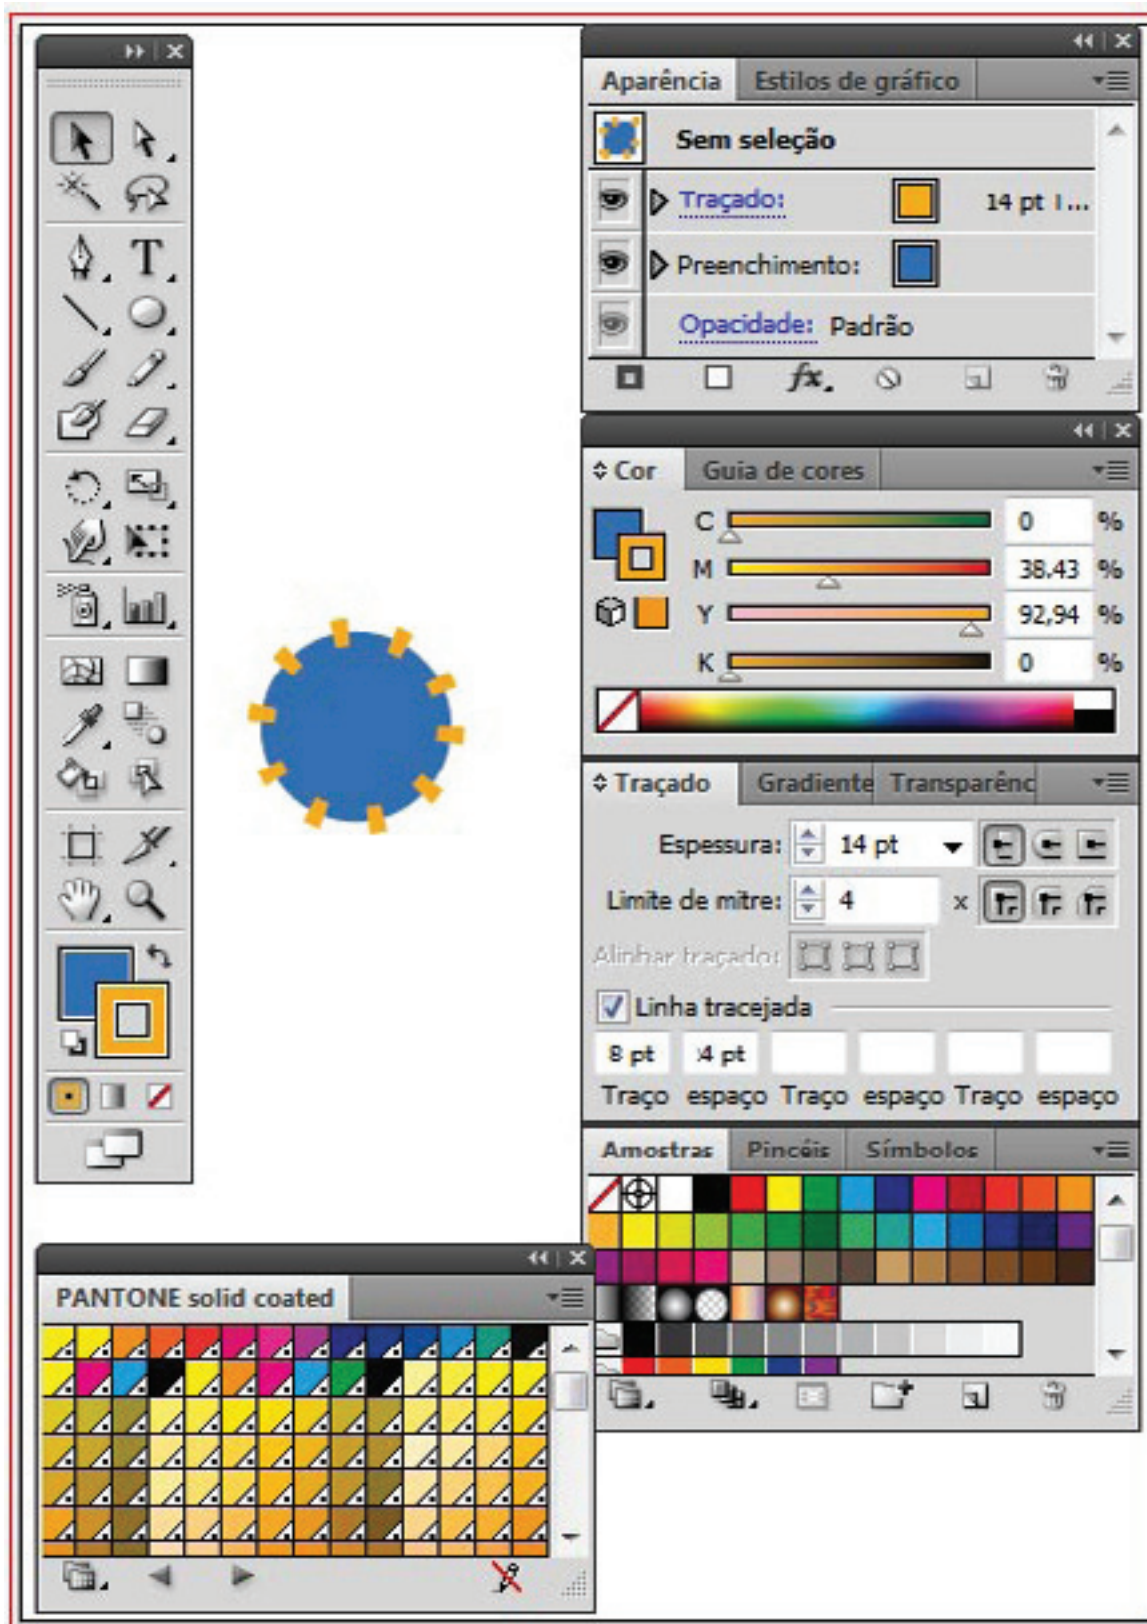 Aparência Estilos de gráfico
Sem seleção
Traçado: 14 pt
Preenchimento:
Opacidade: Padrão
fx
Cor Guia de cores
C 0 %
M 38,43 %
Y 92,94 %
K 0 %
Traçado Gradiente Transparênc
Espessura: 14 pt
Limite de mitre: 4 x
Alinhar traçado:
Linha tracejada
8 pt 4 pt
Traço espaço Traço espaço Traço espaço
Amostras Pincéis Símbolos
PANTONE solid coated